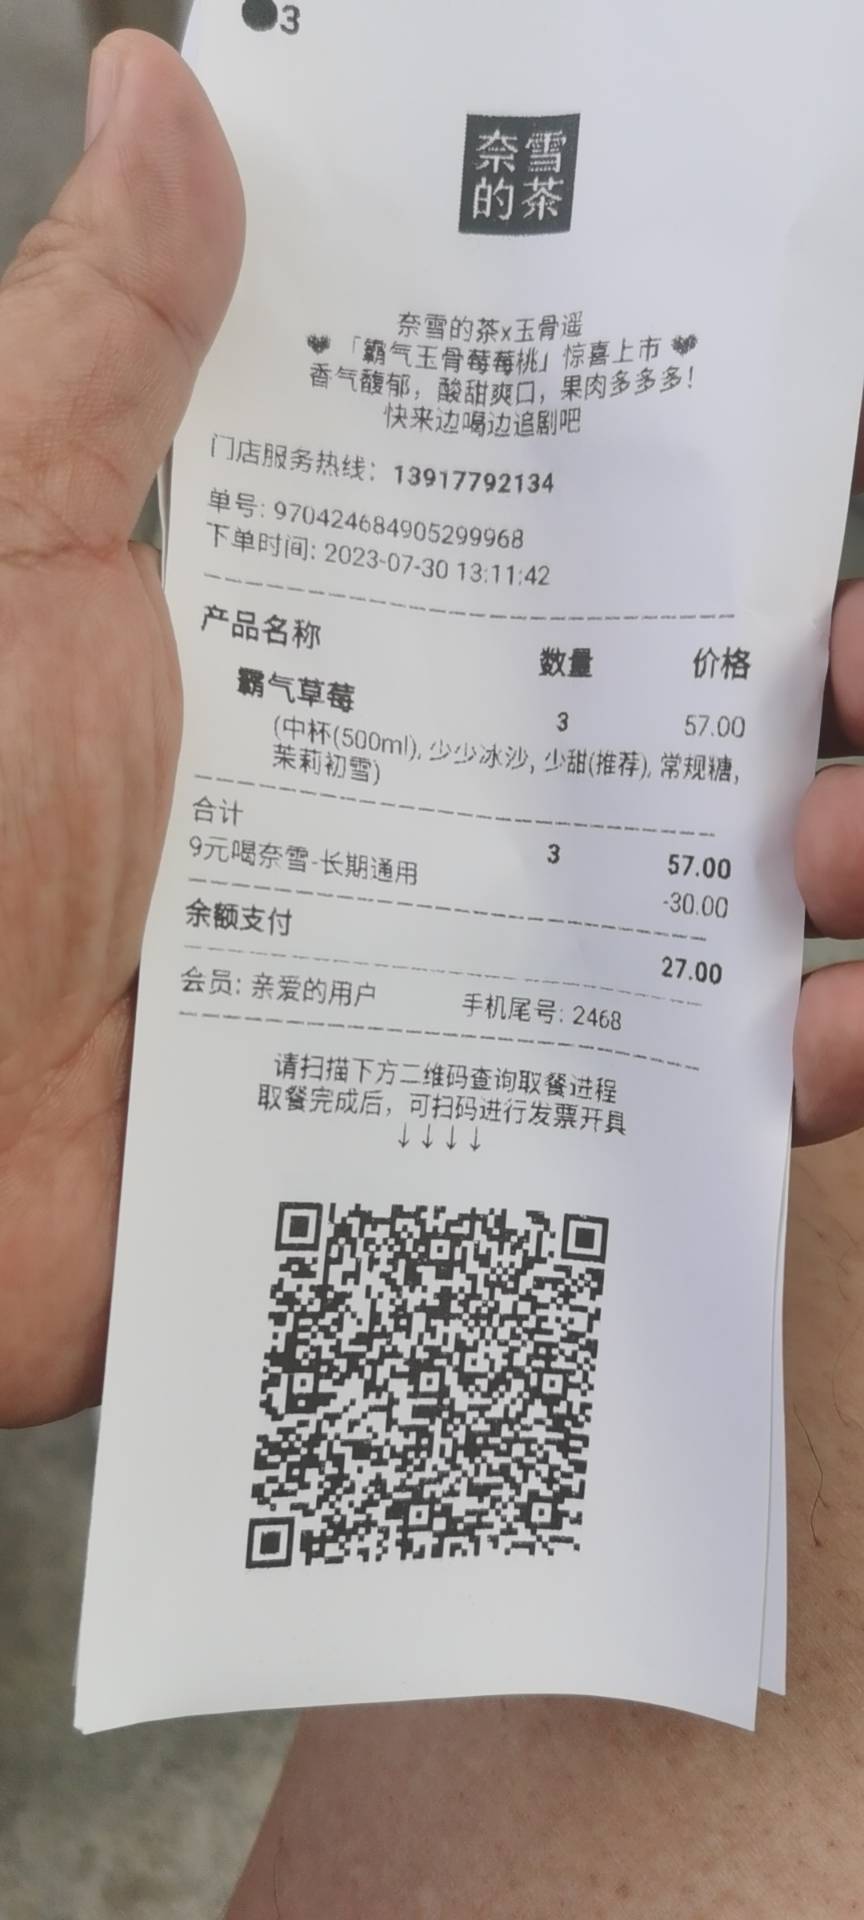 ●3
奈雪
的茶
奈雪的茶x玉骨遥
「霸气玉骨莓莓桃」惊喜上市
香气馥郁，酸甜爽口，果肉多多多！
快来边喝边追剧吧
门店服务热线：13917792134
单号: 970424684905299968
下单时间: 2023-07-30 13:11:42
产品名称 数量 价格
霸气草莓 3 57.00
(中杯(500ml), 少少冰沙, 少甜(推荐), 常规糖,
茉莉初雪)
合计 3 57.00
9元喝奈雪-长期通用 -30.00
余额支付 27.00
会员: 亲爱的用户 手机尾号: 2468
请扫描下方二维码查询取餐进程
取餐完成后，可扫码进行发票开具
↓↓↓↓